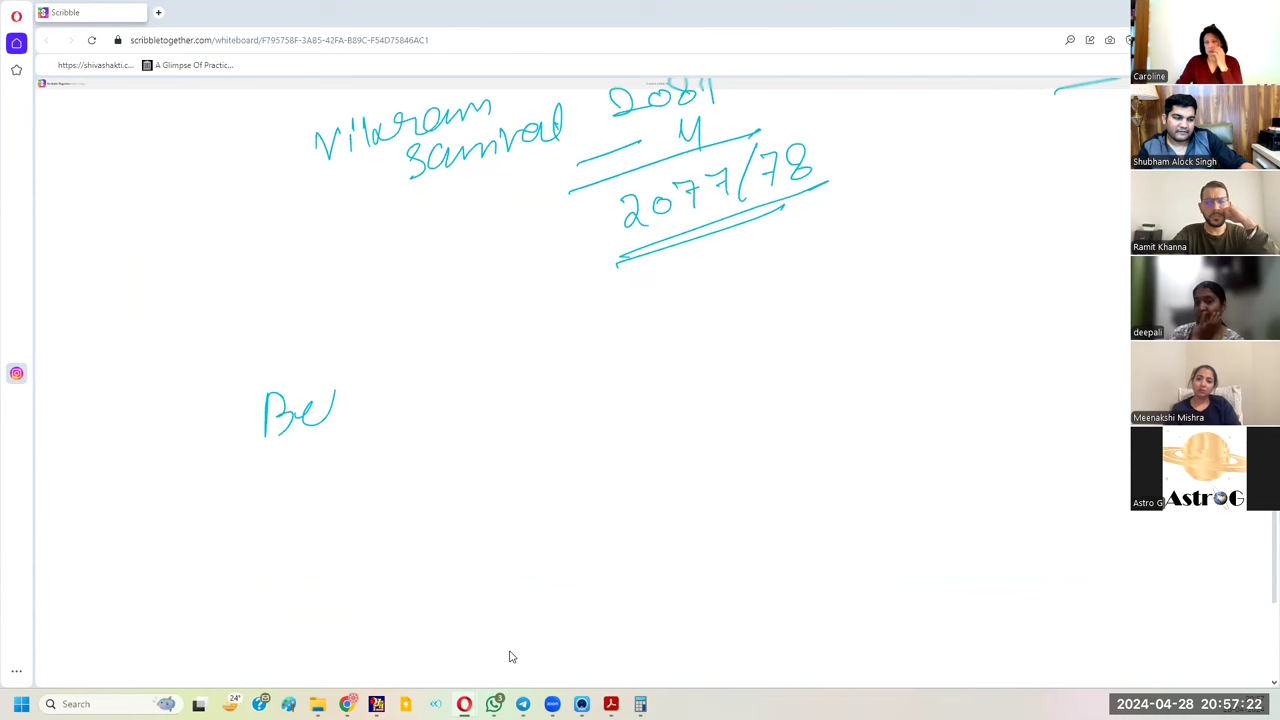 Scribble
scribbletogether.com/whiteboard/F795758F-3AB5-42FA-B89C-F54D75846AC1
https://shivashakti.c...
A Glimpse Of Practic...
Vikram
Samvat
2081
4
2077/78
Be
Caroline
Shubham Alock Singh
Ramit Khanna
deepali
Meenakshi Mishra
Astro G
AstroG
24°
3
Search
2024-04-28 20:57:22